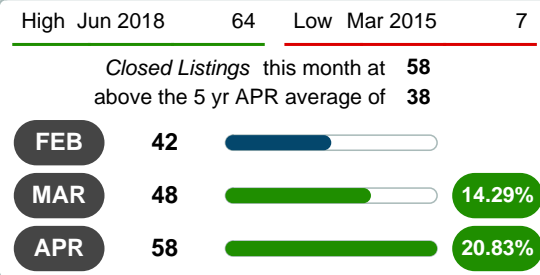 High Jun 2018 64 Low Mar 2015 7
Closed Listings this month at 58
above the 5 yr APR average of 38
FEB 42
MAR 48 14.29%
APR 58 20.83%